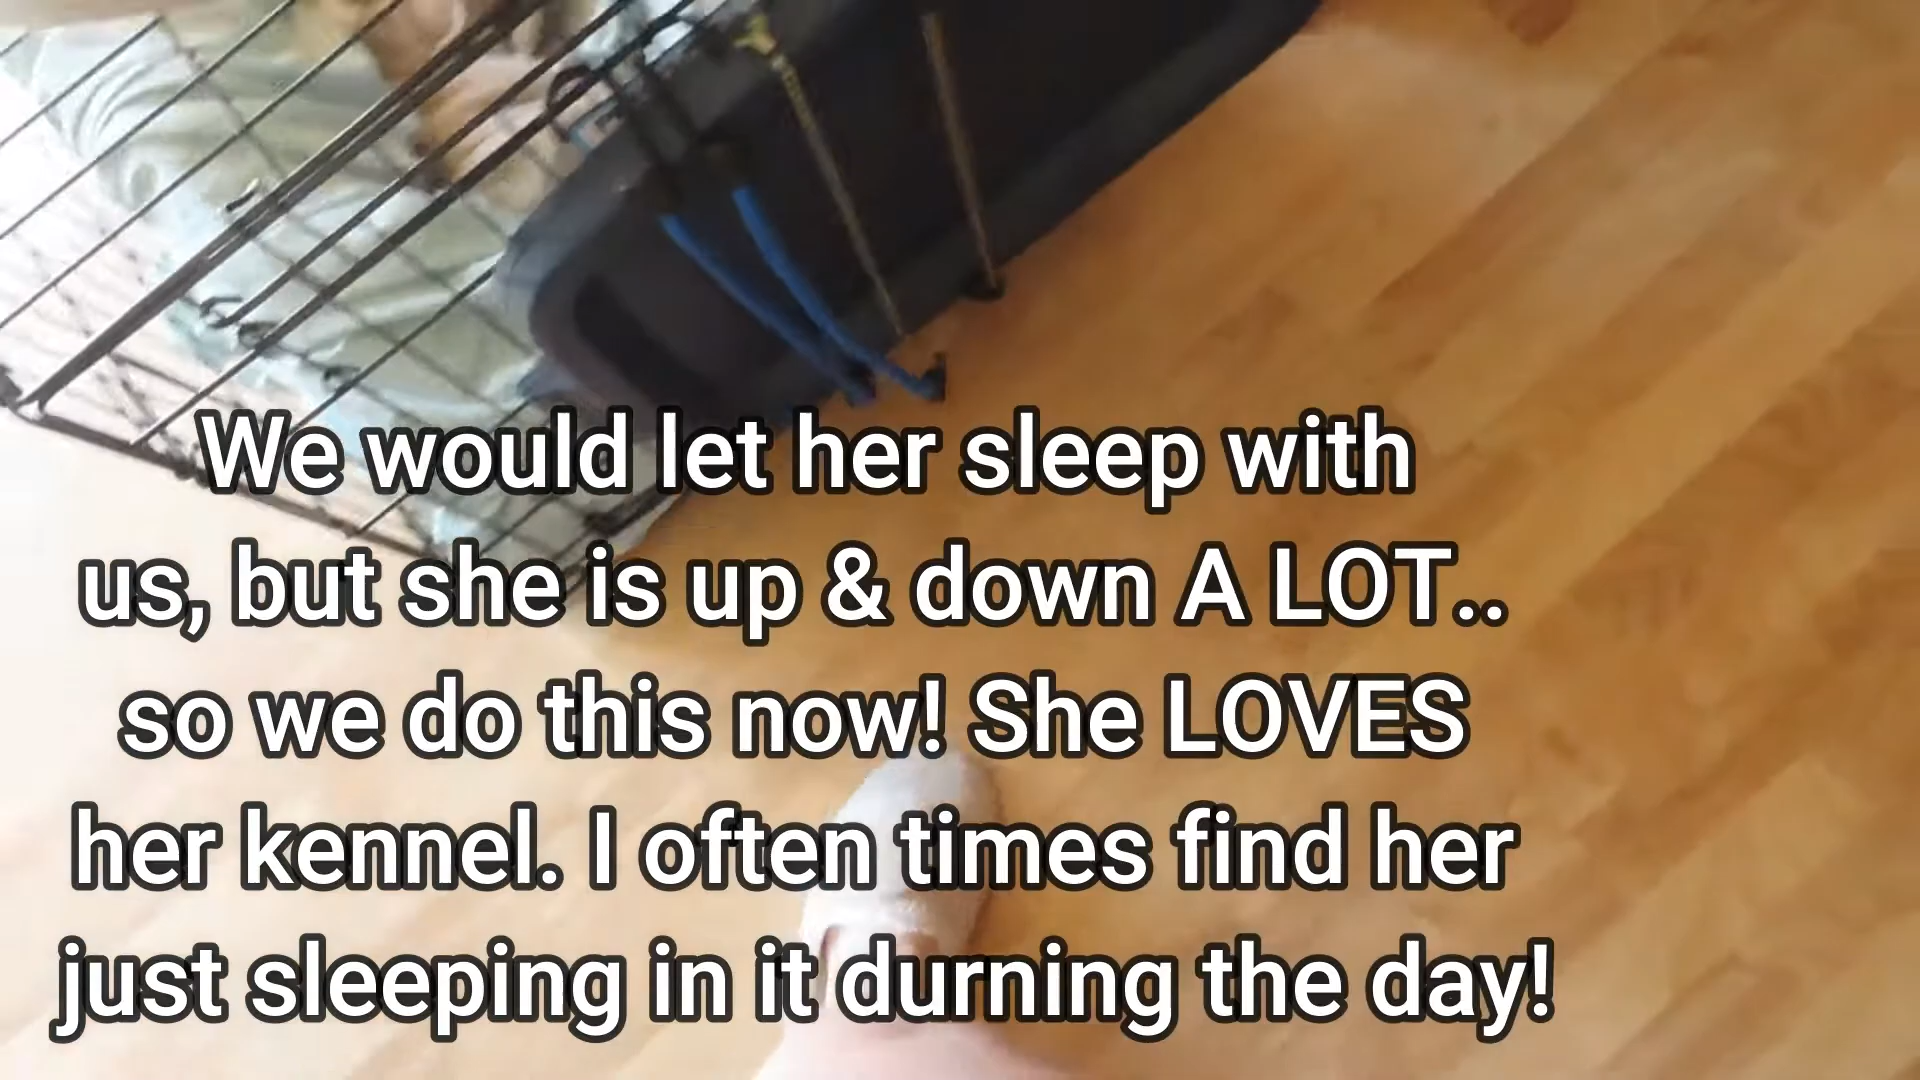 We would let her sleep with
us, but she is up & down A LOT..
so we do this now! She LOVES
her kennel. I often times find her
just sleeping in it durning the day!